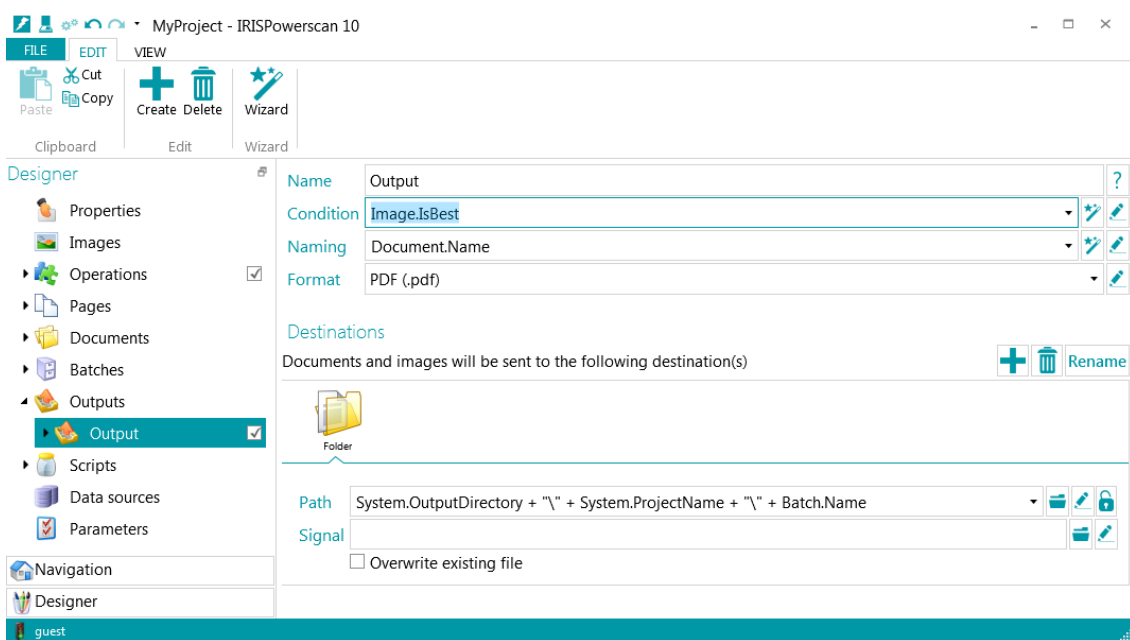 MyProject - IRISPowerscan 10
FILE EDIT VIEW
Paste Cut Copy Create Delete Wizard
Clipboard Edit Wizard
Designer
Properties
Images
Operations
Pages
Documents
Batches
Outputs
Output
Scripts
Data sources
Parameters
Navigation
Designer
guest
Name Output ?
Condition Image.IsBest
Naming Document.Name
Format PDF (.pdf)
Destinations
Documents and images will be sent to the following destination(s) Rename
Folder
Path System.OutputDirectory + "\" + System.ProjectName + "\" + Batch.Name
Signal
Overwrite existing file